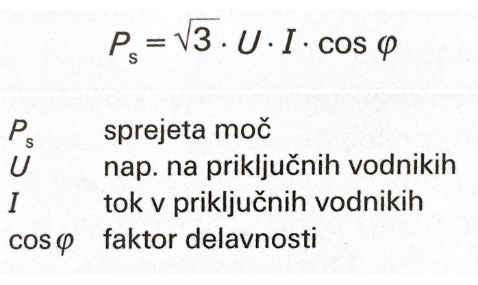 Pₛ = √3 · U · I · cos φ
Pₛ sprejeta moč
U nap. na priključnih vodnikih
I tok v priključnih vodnikih
cos φ faktor delavnosti